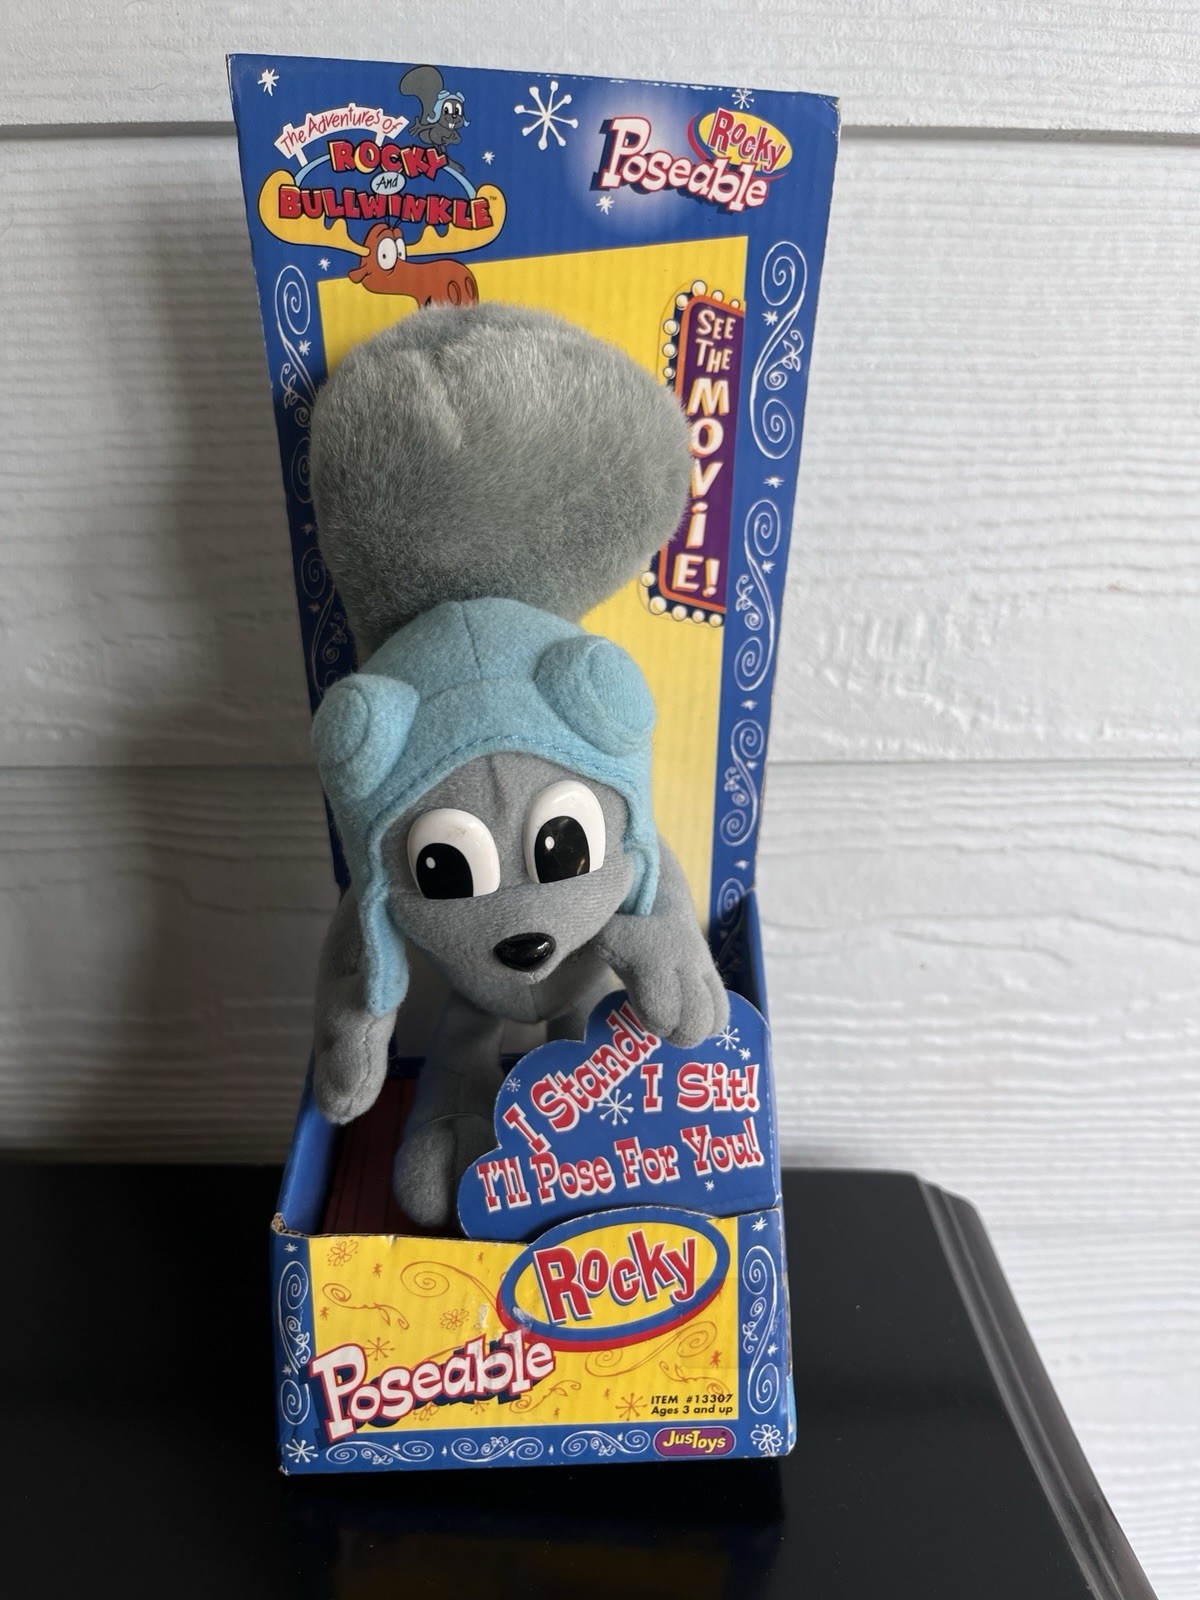 The Adventures of
ROCKY
And
BULLWINKLE™
Rocky
Poseable
SEE
THE
MOVIE!
I Stand!
I Sit!
I'll Pose For You!
Rocky
Poseable
ITEM #13307
Ages 3 and up
JusToys